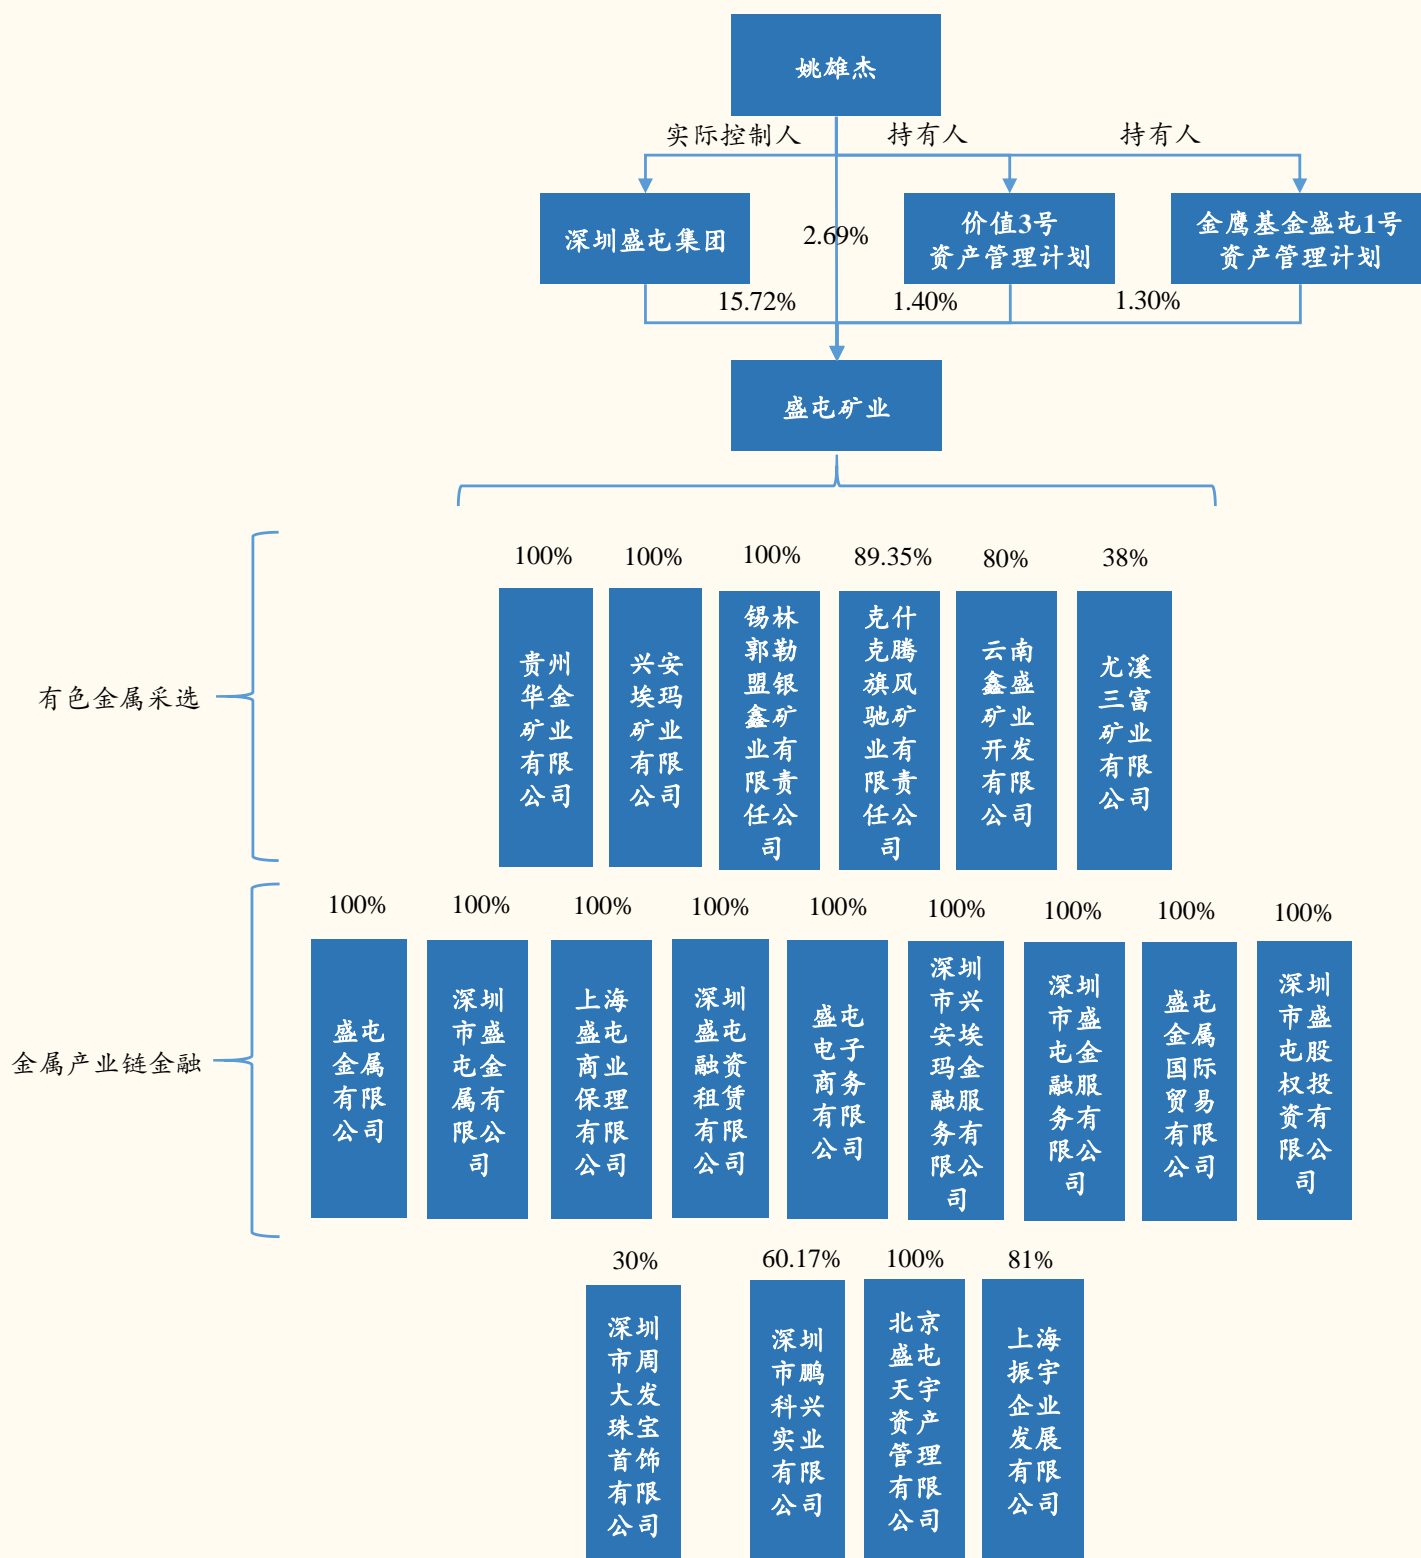 姚雄杰
实际控制人
持有人
持有人
深圳盛屯集团
2.69%
价值3号
资产管理计划
金鹰基金盛屯1号
资产管理计划
15.72%
1.40%
1.30%
盛屯矿业
有色金属采选
100%
100%
100%
89.35%
80%
38%
贵州
华金
矿业
有限
公司
兴安
埃玛
矿业
有限
公司
锡林
郭勒
盟银
鑫矿
业有
限责
任公
司
克什
克腾
旗风
驰矿
业有
限责
任公
司
云南
鑫盛
矿业
开发
有限
公司
尤溪
三富
矿业
有限
公司
金属产业链金融
100%
100%
100%
100%
100%
100%
100%
100%
100%
盛屯
金属
有限
公司
深圳
市盛
屯金
属有
限公
司
上海
盛屯
商业
保理
有限
公司
深圳
盛屯
融资
租赁
有限
公司
盛屯
电子
商务
有限
公司
深圳
市兴
安埃
玛金
融服
务有
限公
司
深圳
市盛
屯金
融服
务有
限公
司
盛屯
金属
国际
贸易
有限
公司
深圳
市盛
屯股
权投
资有
限公
司
30%
60.17%
100%
81%
深圳
市周
大发
珠宝
首饰
有限
公司
深圳
市鹏
科兴
实业
有限
公司
北京
盛屯
天宇
资产
管理
有限
公司
上海
振宇
企业
发展
有限
公司